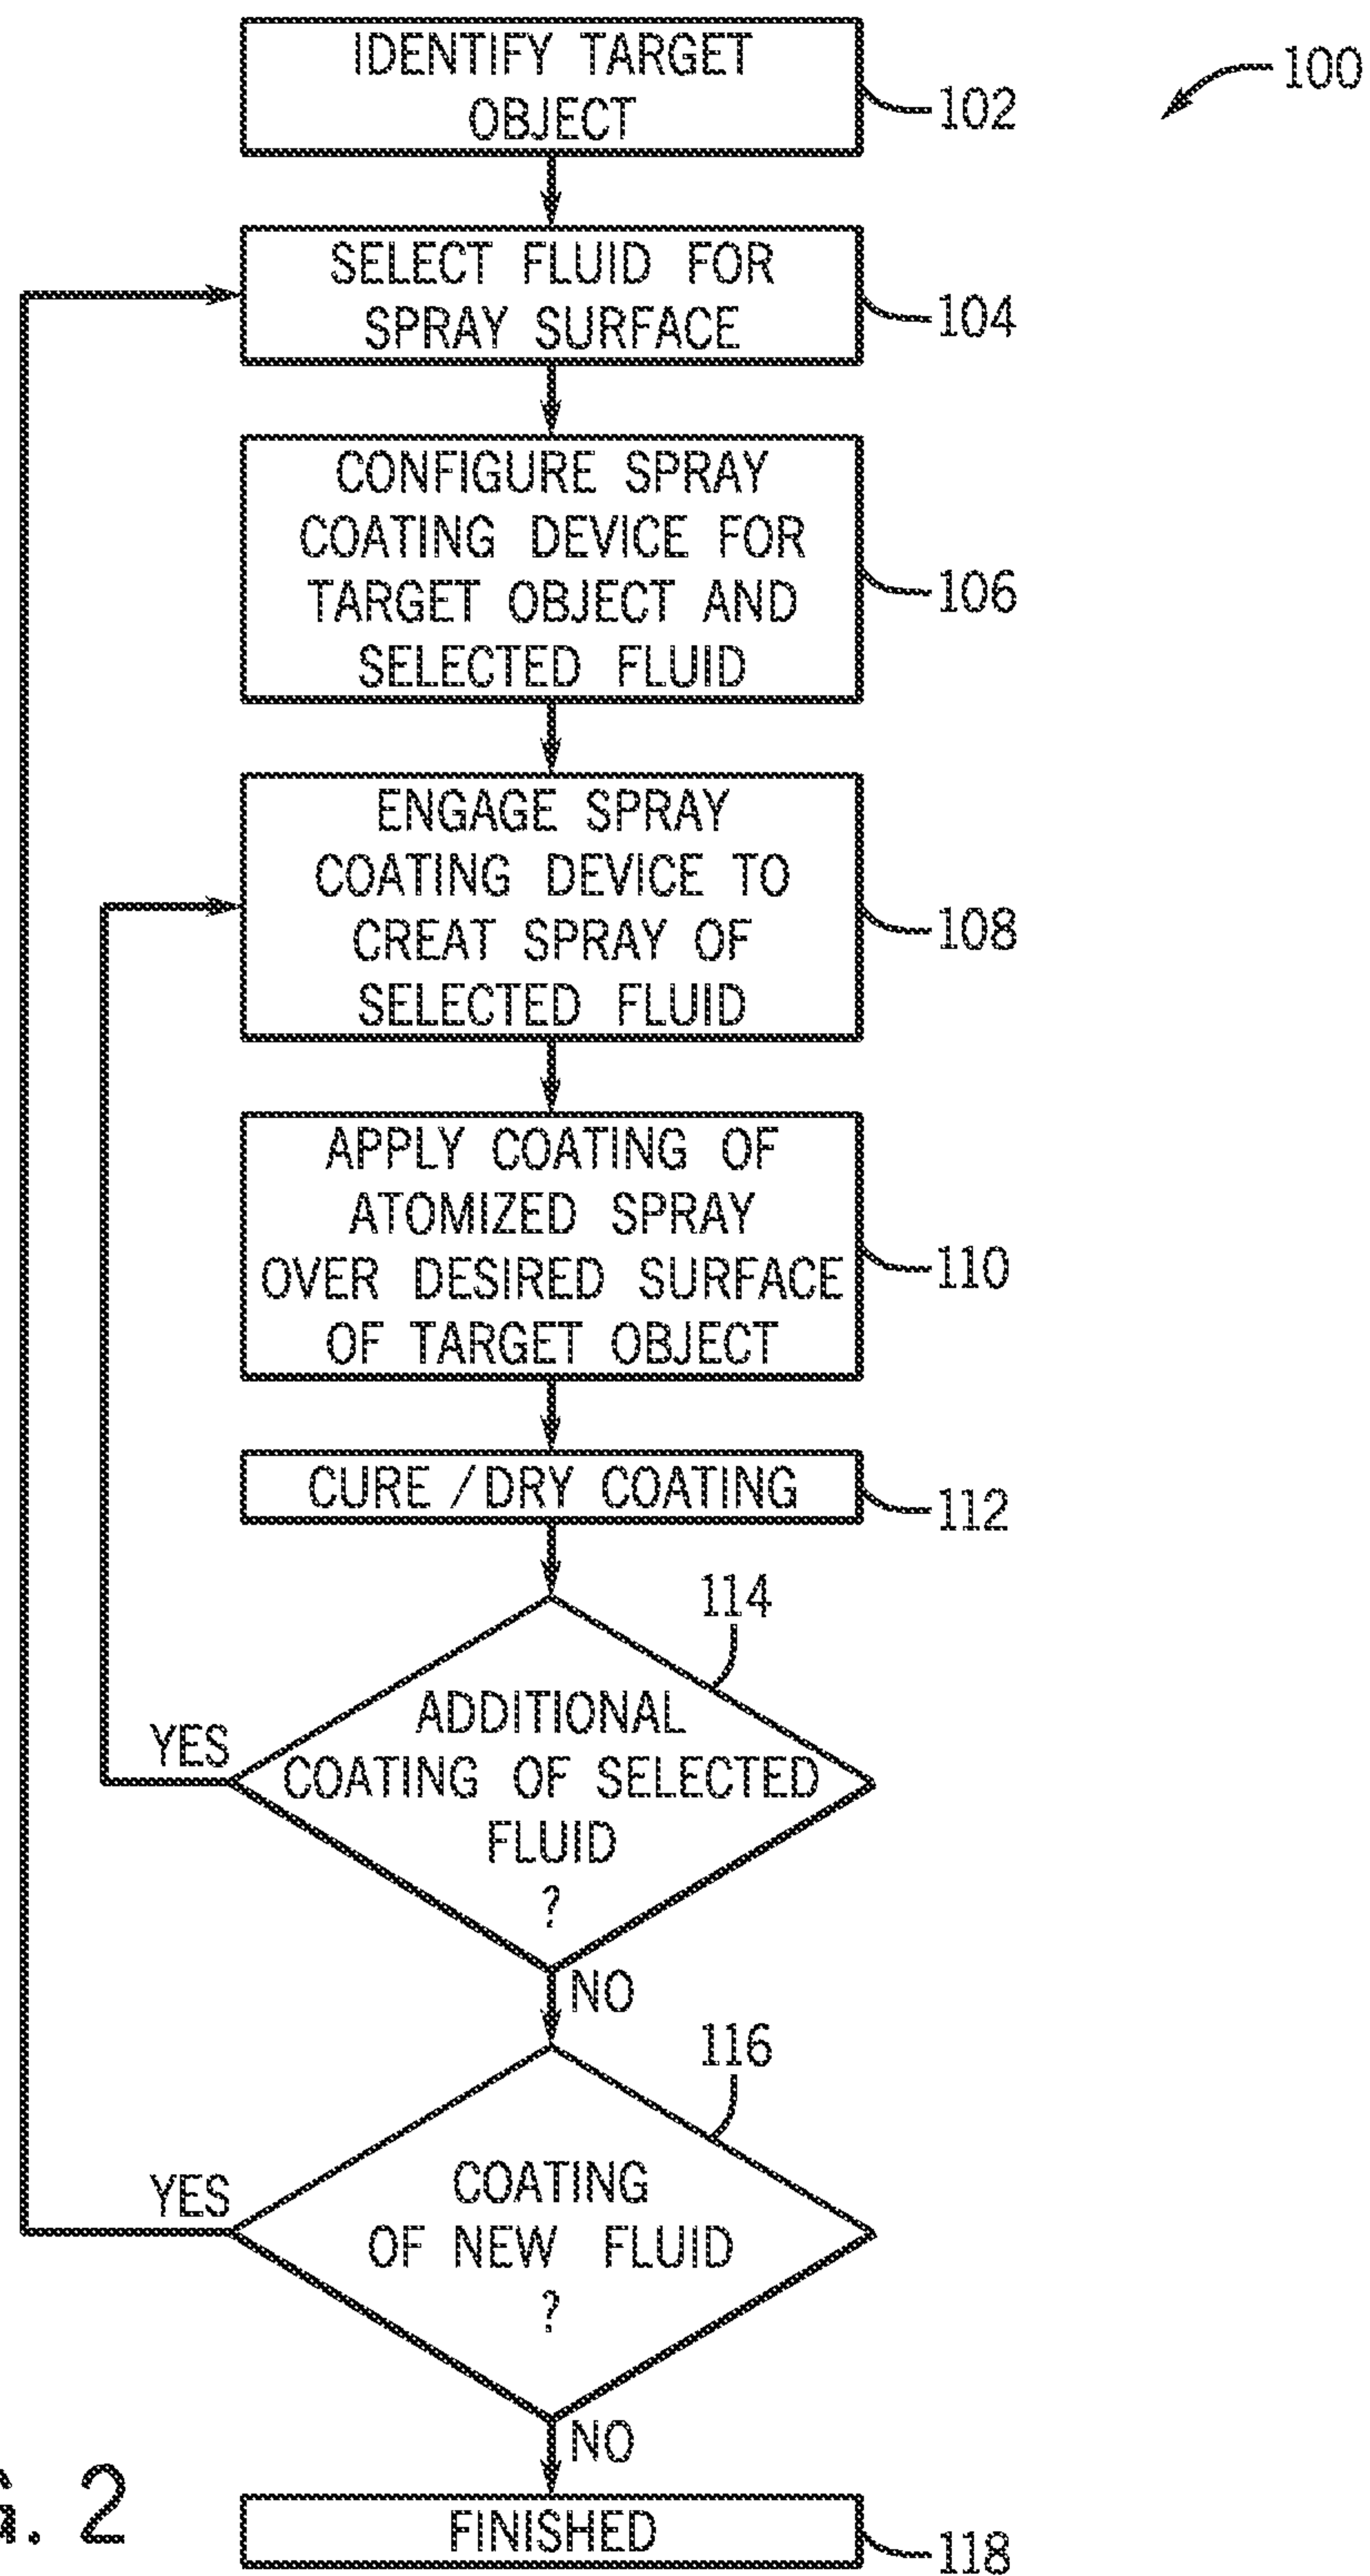 IDENTIFY TARGET
OBJECT
102
100
SELECT FLUID FOR
SPRAY SURFACE
104
CONFIGURE SPRAY
COATING DEVICE FOR
TARGET OBJECT AND
SELECTED FLUID
106
ENGAGE SPRAY
COATING DEVICE TO
CREAT SPRAY OF
SELECTED FLUID
108
APPLY COATING OF
ATOMIZED SPRAY
OVER DESIRED SURFACE
OF TARGET OBJECT
110
CURE / DRY COATING
112
114
ADDITIONAL
COATING OF SELECTED
FLUID
?
YES
NO
116
COATING
OF NEW FLUID
?
YES
NO
FINISHED
118
G. 2